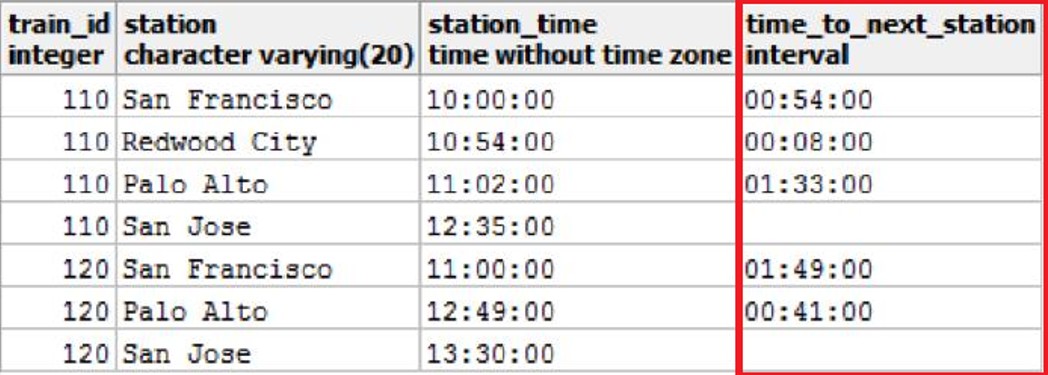 train_id station station_time time_to_next_station
integer character varying(20) time without time zone interval
110 San Francisco 10:00:00 00:54:00
110 Redwood City 10:54:00 00:08:00
110 Palo Alto 11:02:00 01:33:00
110 San Jose 12:35:00
120 San Francisco 11:00:00 01:49:00
120 Palo Alto 12:49:00 00:41:00
120 San Jose 13:30:00